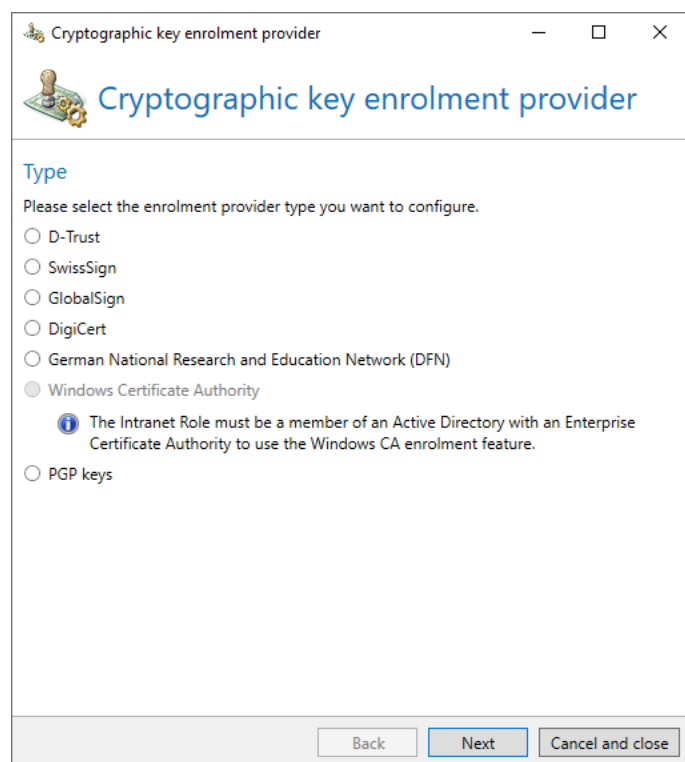 Cryptographic key enrolment provider
Cryptographic key enrolment provider
Type
Please select the enrolment provider type you want to configure.
D-Trust
SwissSign
GlobalSign
DigiCert
German National Research and Education Network (DFN)
Windows Certificate Authority
The Intranet Role must be a member of an Active Directory with an Enterprise
Certificate Authority to use the Windows CA enrolment feature.
PGP keys
Back Next Cancel and close